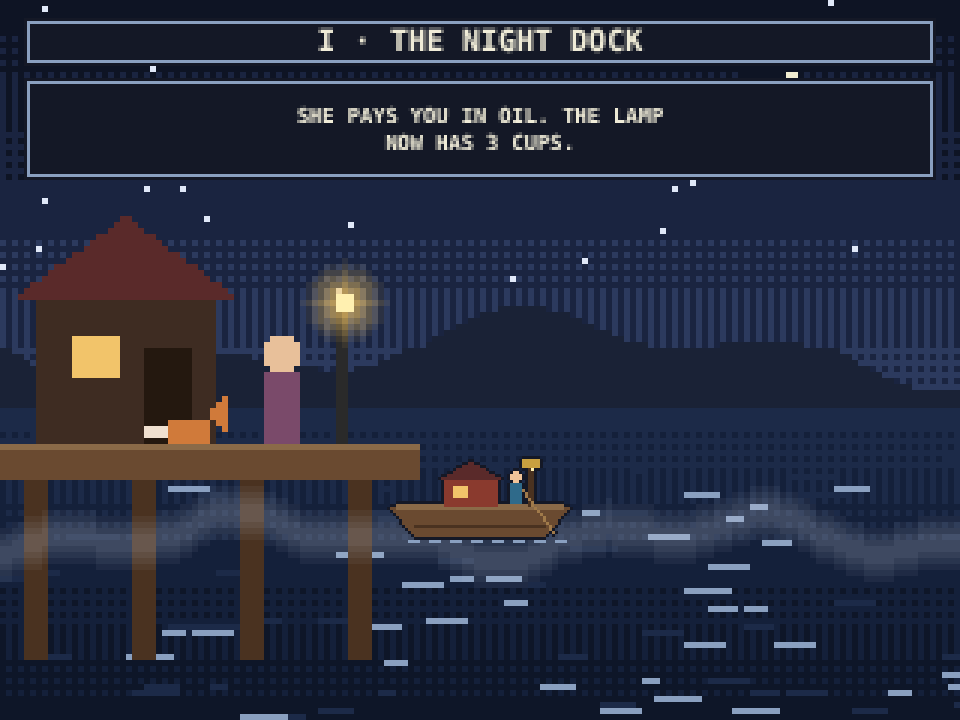 I · THE NIGHT DOCK
SHE PAYS YOU IN OIL. THE LAMP
NOW HAS 3 CUPS.